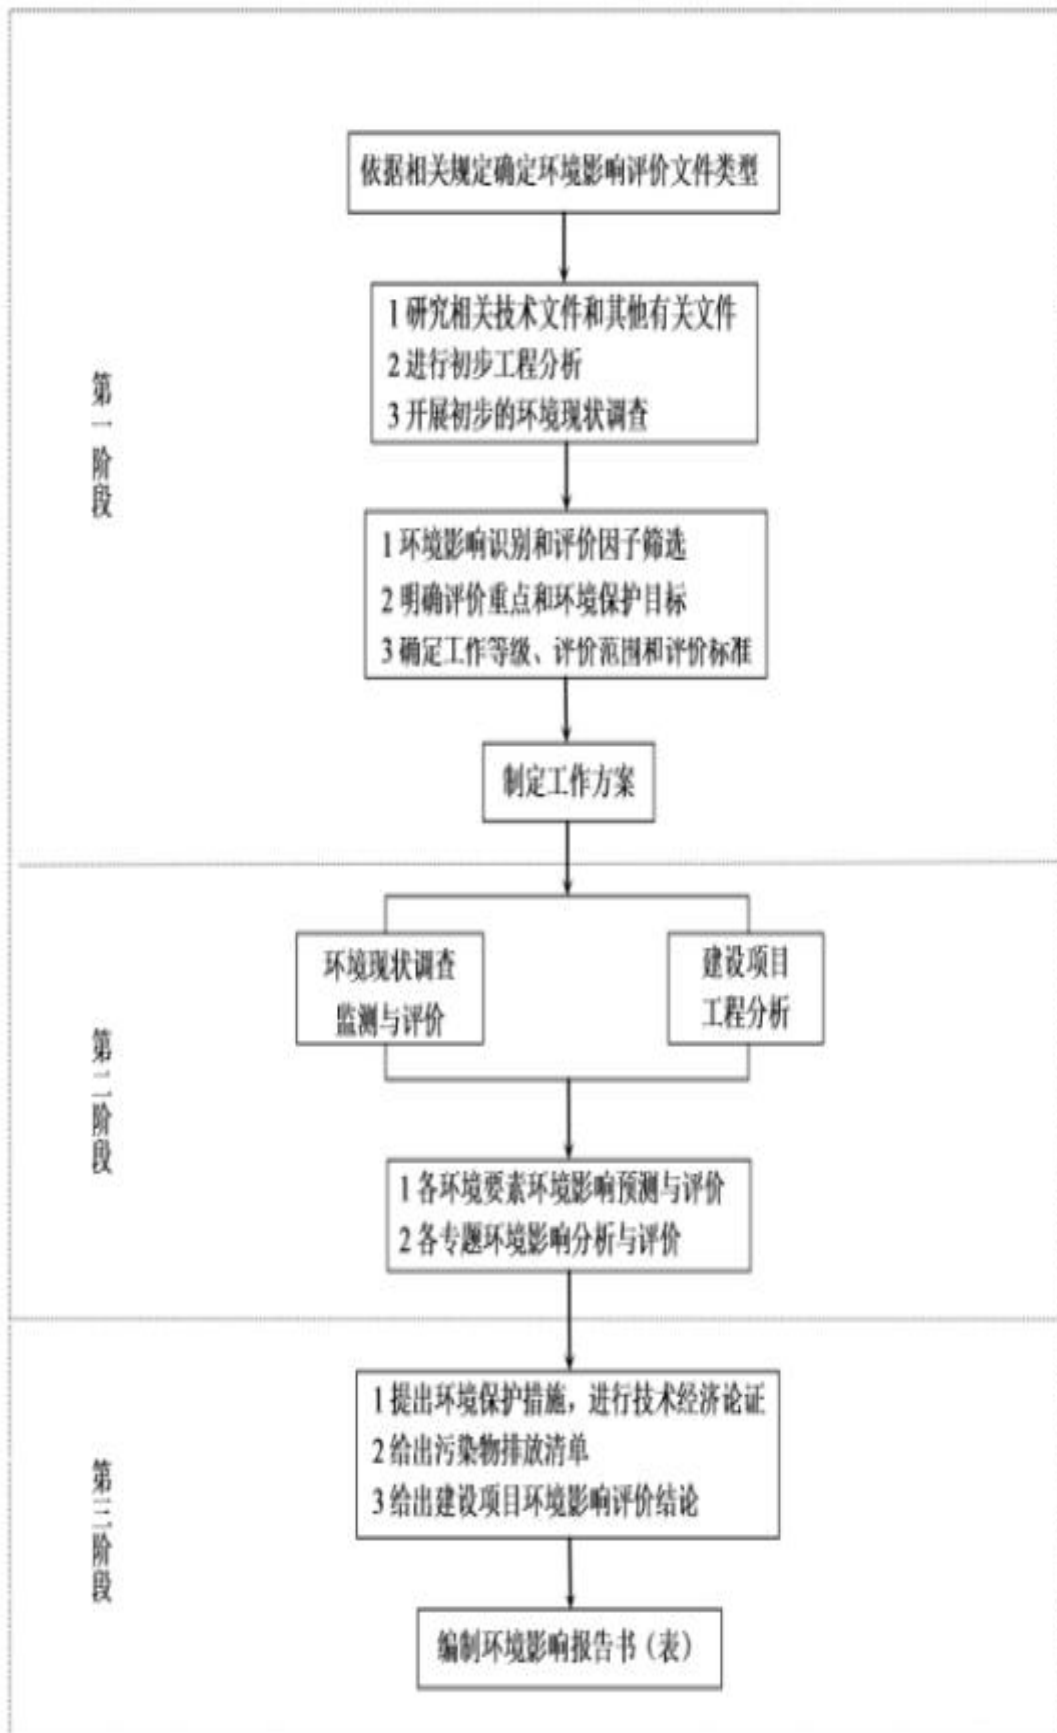 依据相关规定确定环境影响评价文件类型
1 研究相关技术文件和其他有关文件
2 进行初步工程分析
3 开展初步的环境现状调查
第一阶段
1 环境影响识别和评价因子筛选
2 明确评价重点和环境保护目标
3 确定工作等级、评价范围和评价标准
制定工作方案
环境现状调查
监测与评价
建设项目
工程分析
第二阶段
1 各环境要素环境影响预测与评价
2 各专题环境影响分析与评价
1 提出环境保护措施，进行技术经济论证
2 给出污染物排放清单
3 给出建设项目环境影响评价结论
第三阶段
编制环境影响报告书（表）